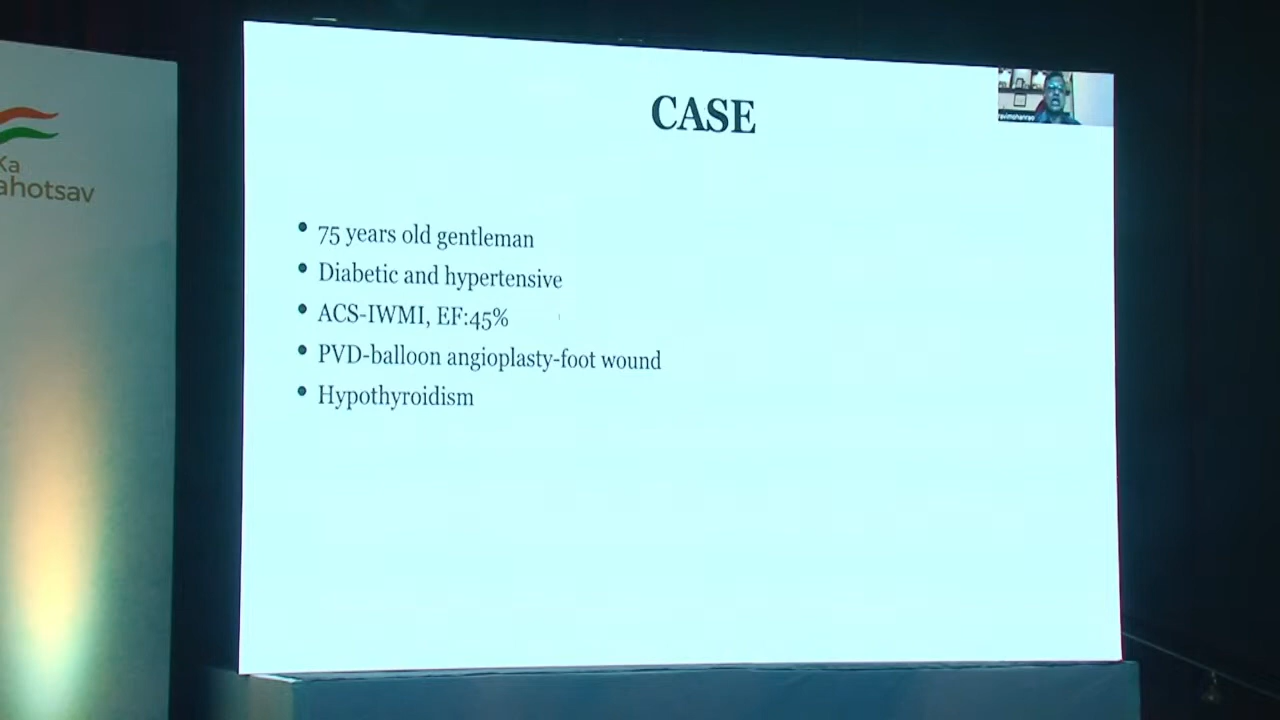 Ka
ahotsav
CASE
• 75 years old gentleman
• Diabetic and hypertensive
• ACS-IWMI, EF:45%
• PVD-balloon angioplasty-foot wound
• Hypothyroidism